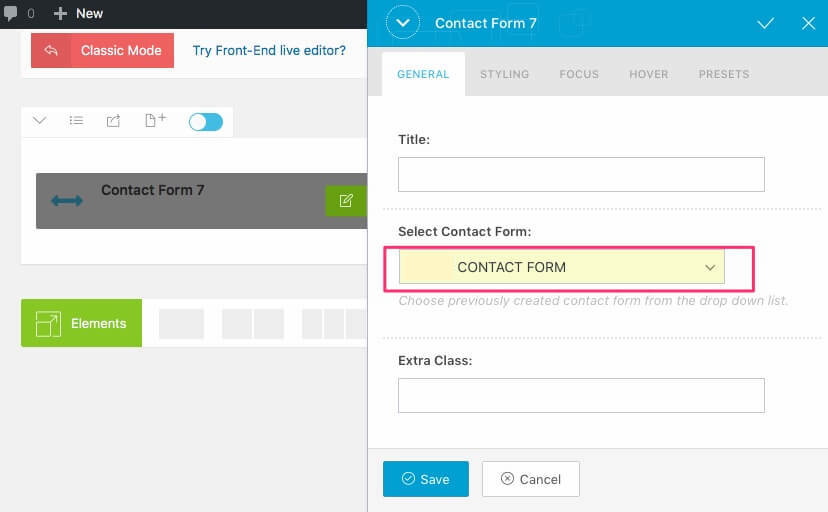 0 New
Classic Mode
Try Front-End live editor?
Contact Form 7
Elements
Contact Form 7
GENERAL STYLING FOCUS HOVER PRESETS
Title:
Select Contact Form:
CONTACT FORM
Choose previously created contact form from the drop down list.
Extra Class:
Save
Cancel